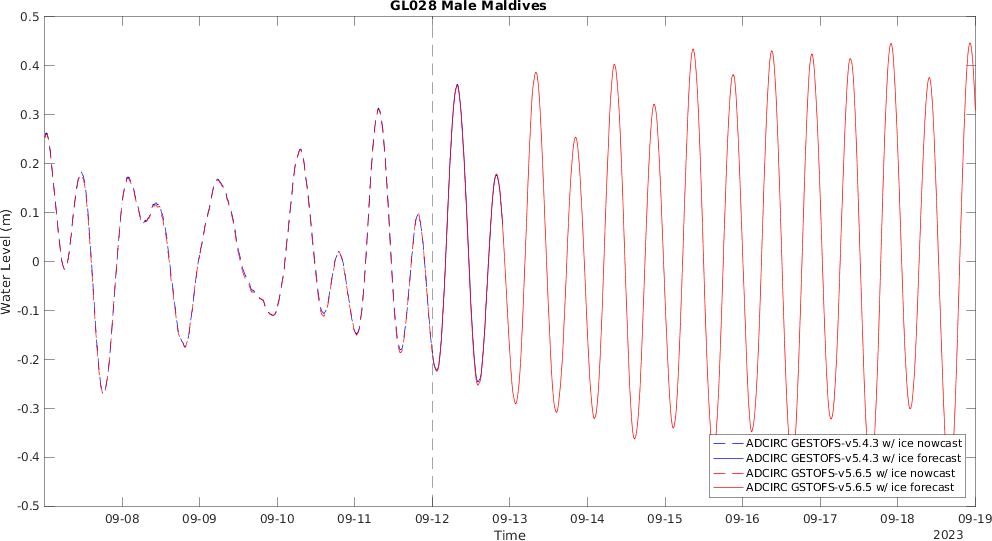 GL028 Male Maldives
Water Level (m)
0.5
0.4
0.3
0.2
0.1
0
-0.1
-0.2
-0.3
-0.4
-0.5
ADCIRC GESTOFS-v5.4.3 w/ ice nowcast
ADCIRC GESTOFS-v5.4.3 w/ ice forecast
ADCIRC GSTOFS-v5.6.5 w/ ice nowcast
ADCIRC GSTOFS-v5.6.5 w/ ice forecast
09-08 09-09 09-10 09-11 09-12 09-13 09-14 09-15 09-16 09-17 09-18 09-19
Time
2023